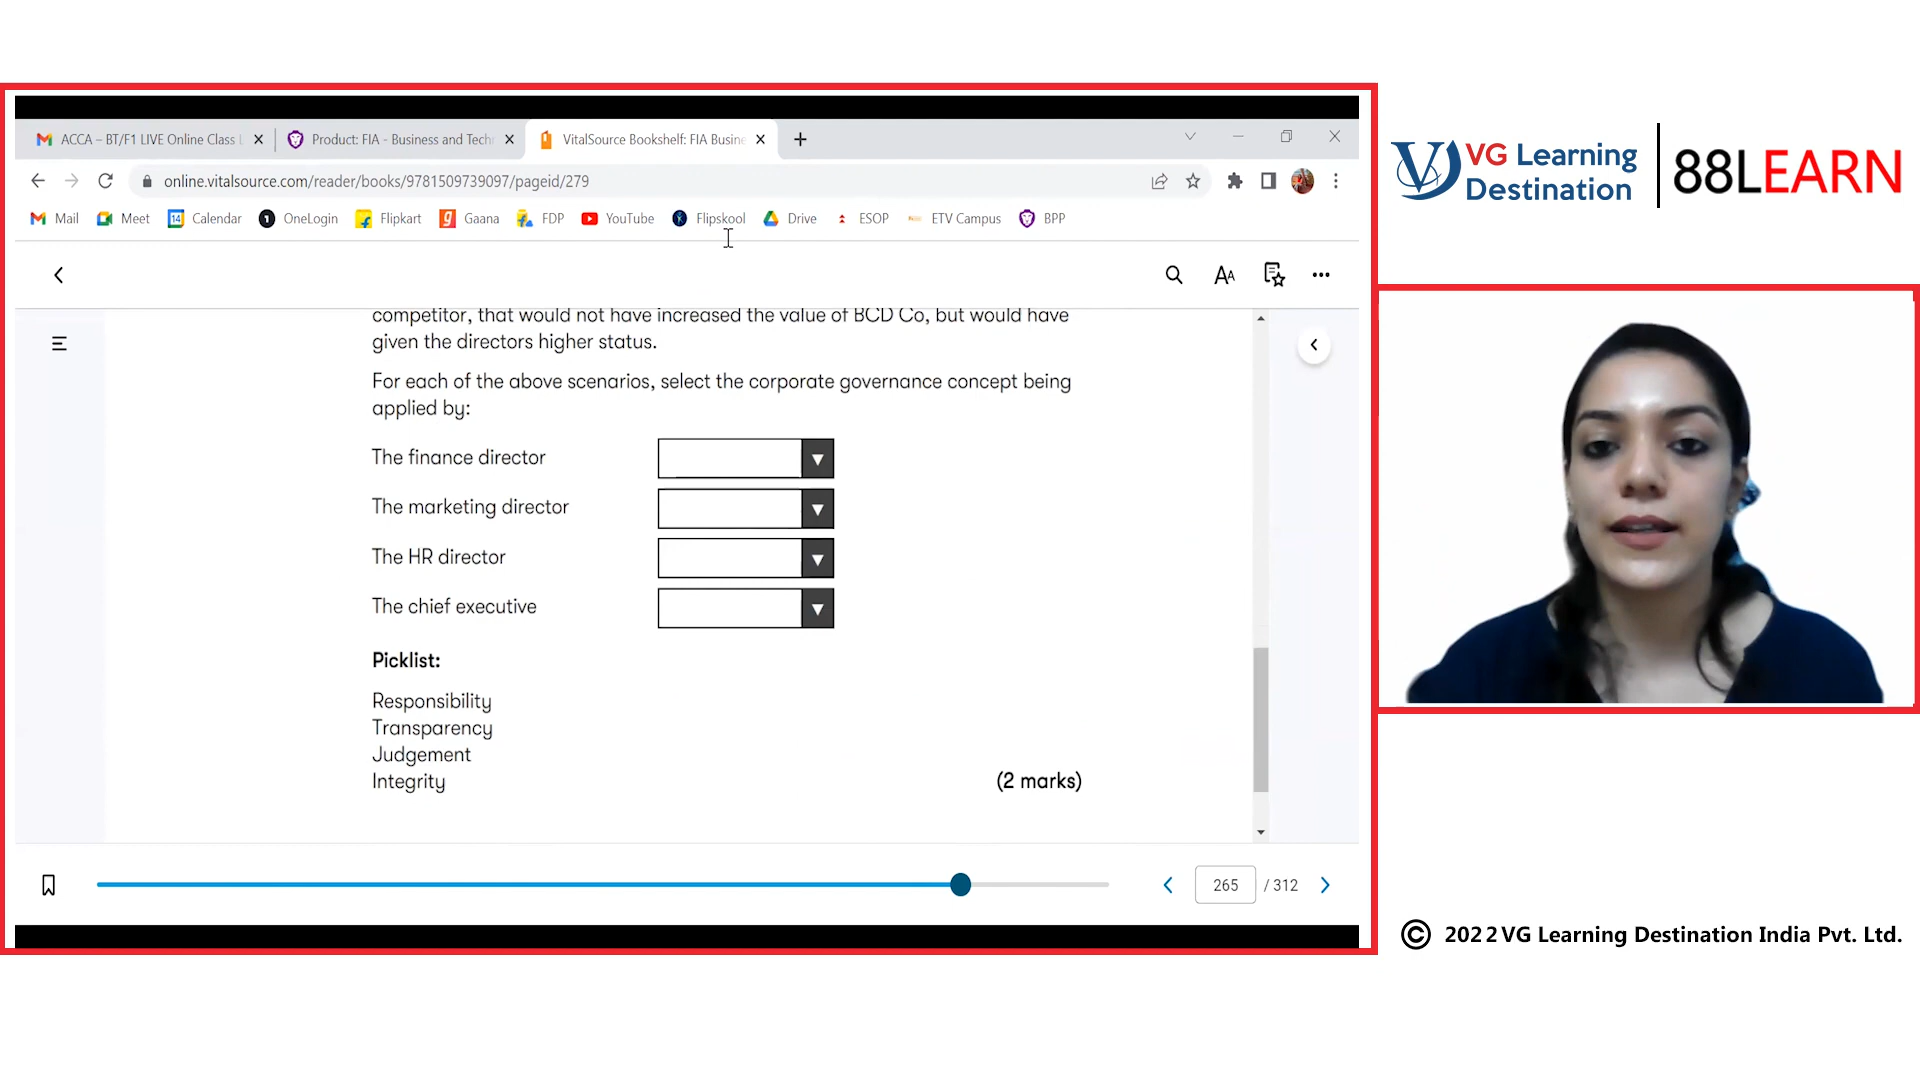 ACCA – BT/F1 LIVE Online Class
Product: FIA - Business and Tech
VitalSource Bookshelf: FIA Busine
online.vitalsource.com/reader/books/9781509739097/pageid/279
Mail
Meet
Calendar
OneLogin
Flipkart
Gaana
FDP
YouTube
Flipskool
Drive
ESOP
ETV Campus
BPP
competitor, that would not have increased the value of BCD Co, but would have
given the directors higher status.
For each of the above scenarios, select the corporate governance concept being
applied by:
The finance director
The marketing director
The HR director
The chief executive
Picklist:
Responsibility
Transparency
Judgement
Integrity
(2 marks)
265 / 312
VG Learning
Destination
88LEARN
© 2022 VG Learning Destination India Pvt. Ltd.